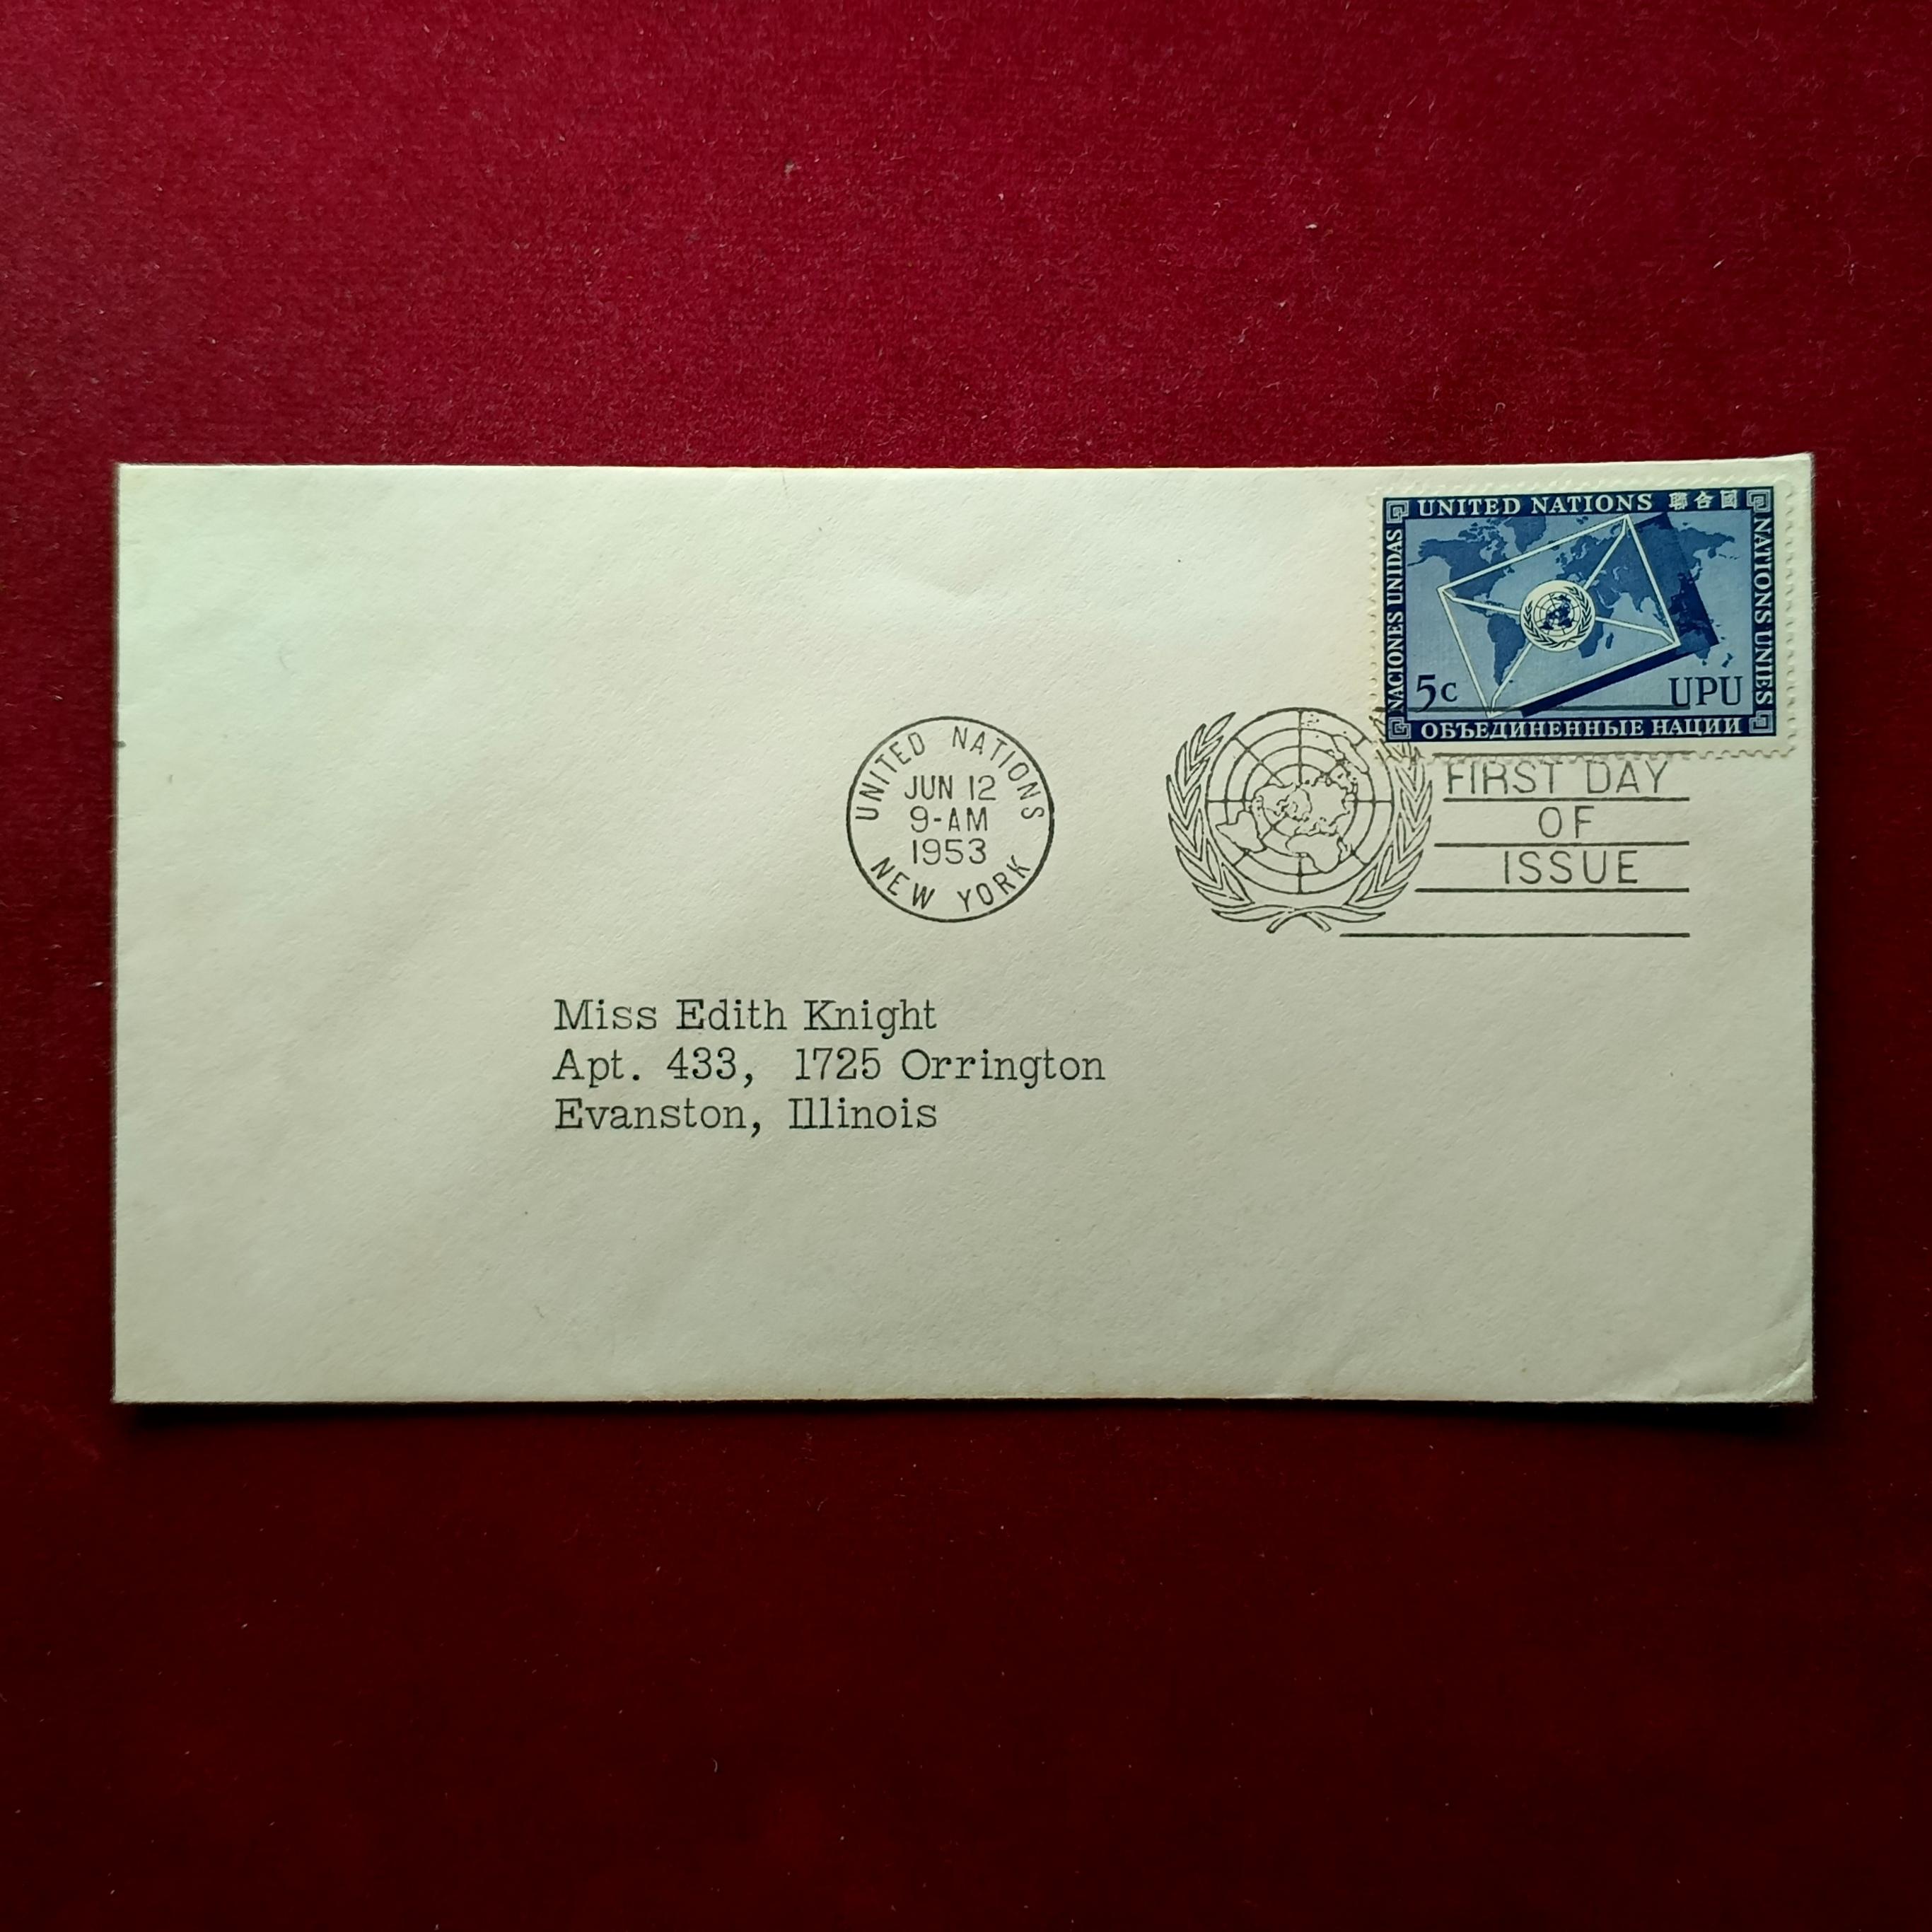 UNITED NATIONS 聯合國
NACIONES UNIDAS
NATIONS UNIES
5c
UPU
ОБЪЕДИНЕННЫЕ НАЦИИ
UNITED NATIONS
JUN 12
9-AM
1953
NEW YORK
FIRST DAY
OF
ISSUE
Miss Edith Knight
Apt. 433, 1725 Orrington
Evanston, Illinois